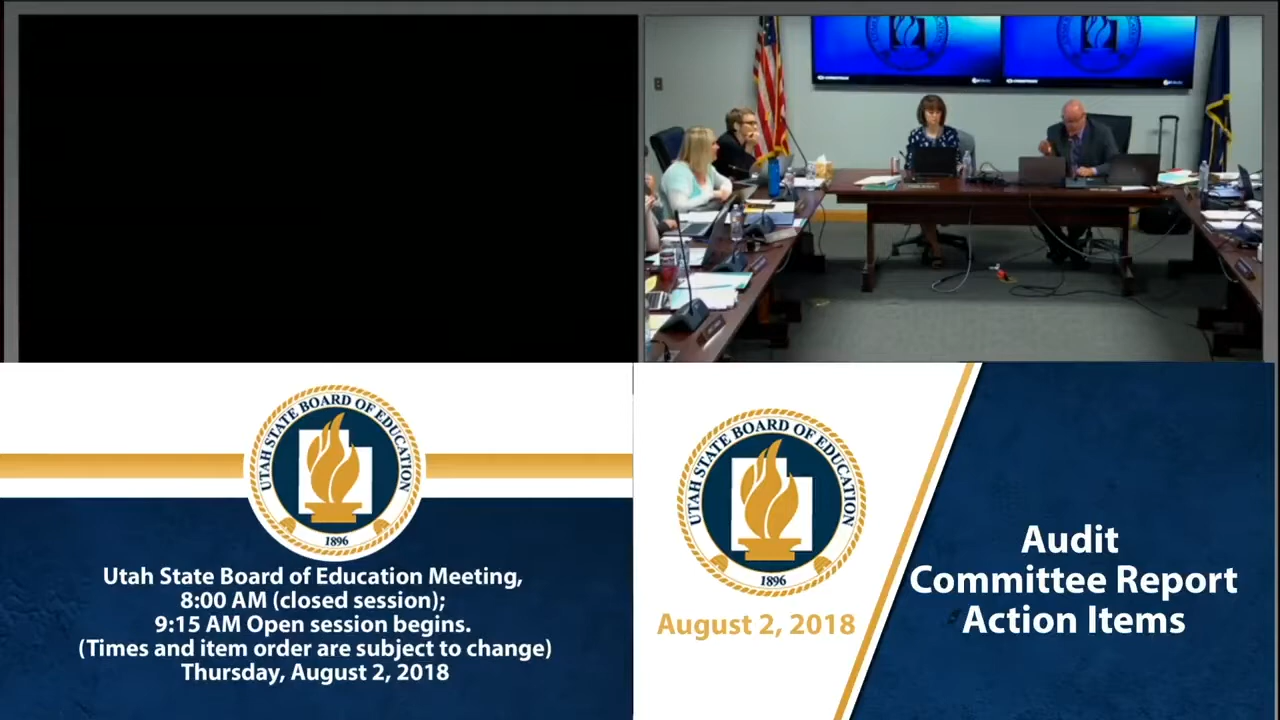 UTAH STATE BOARD OF EDUCATION
1896
Utah State Board of Education Meeting,
8:00 AM (closed session);
9:15 AM Open session begins.
(Times and item order are subject to change)
Thursday, August 2, 2018
UTAH STATE BOARD OF EDUCATION
1896
August 2, 2018
Audit
Committee Report
Action Items